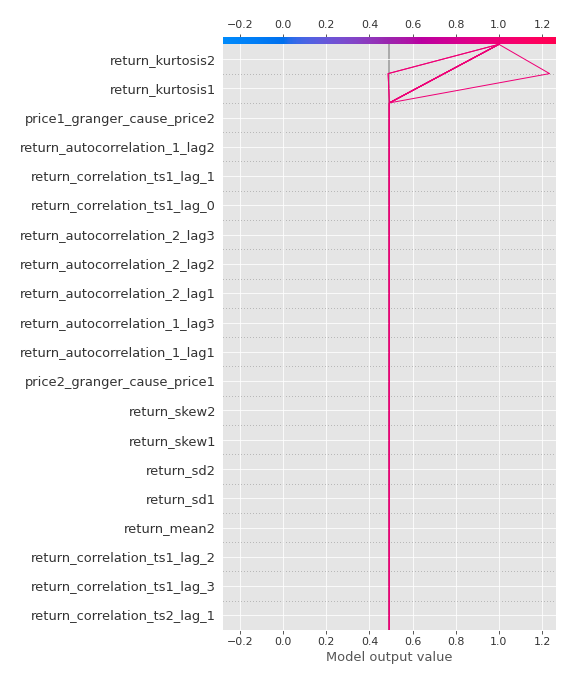 −0.2 0.0 0.2 0.4 0.6 0.8 1.0 1.2
return_kurtosis2
return_kurtosis1
price1_granger_cause_price2
return_autocorrelation_1_lag2
return_correlation_ts1_lag_1
return_correlation_ts1_lag_0
return_autocorrelation_2_lag3
return_autocorrelation_2_lag2
return_autocorrelation_2_lag1
return_autocorrelation_1_lag3
return_autocorrelation_1_lag1
price2_granger_cause_price1
return_skew2
return_skew1
return_sd2
return_sd1
return_mean2
return_correlation_ts1_lag_2
return_correlation_ts1_lag_3
return_correlation_ts2_lag_1
−0.2 0.0 0.2 0.4 0.6 0.8 1.0 1.2
Model output value